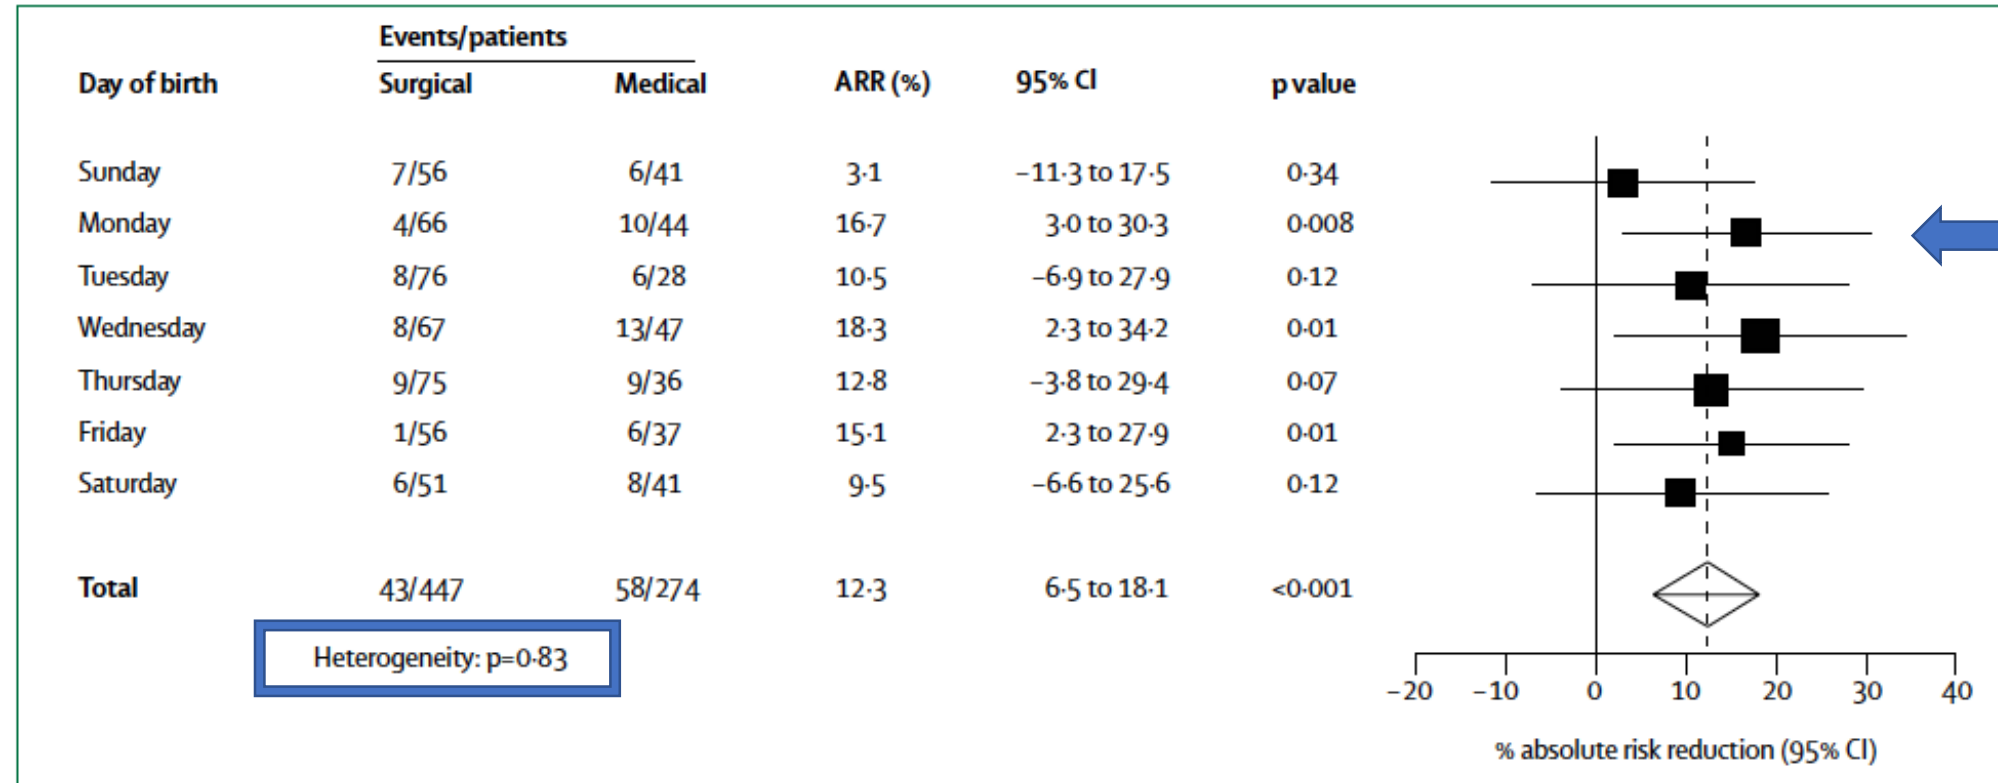 Events/patients
Day of birth Surgical Medical ARR (%) 95% CI p value
Sunday 7/56 6/41 3·1 −11·3 to 17·5 0·34
Monday 4/66 10/44 16·7 3·0 to 30·3 0·008
Tuesday 8/76 6/28 10·5 −6·9 to 27·9 0·12
Wednesday 8/67 13/47 18·3 2·3 to 34·2 0·01
Thursday 9/75 9/36 12·8 −3·8 to 29·4 0·07
Friday 1/56 6/37 15·1 2·3 to 27·9 0·01
Saturday 6/51 8/41 9·5 −6·6 to 25·6 0·12
Total 43/447 58/274 12·3 6·5 to 18·1 <0·001
Heterogeneity: p=0·83
−20 −10 0 10 20 30 40
% absolute risk reduction (95% CI)